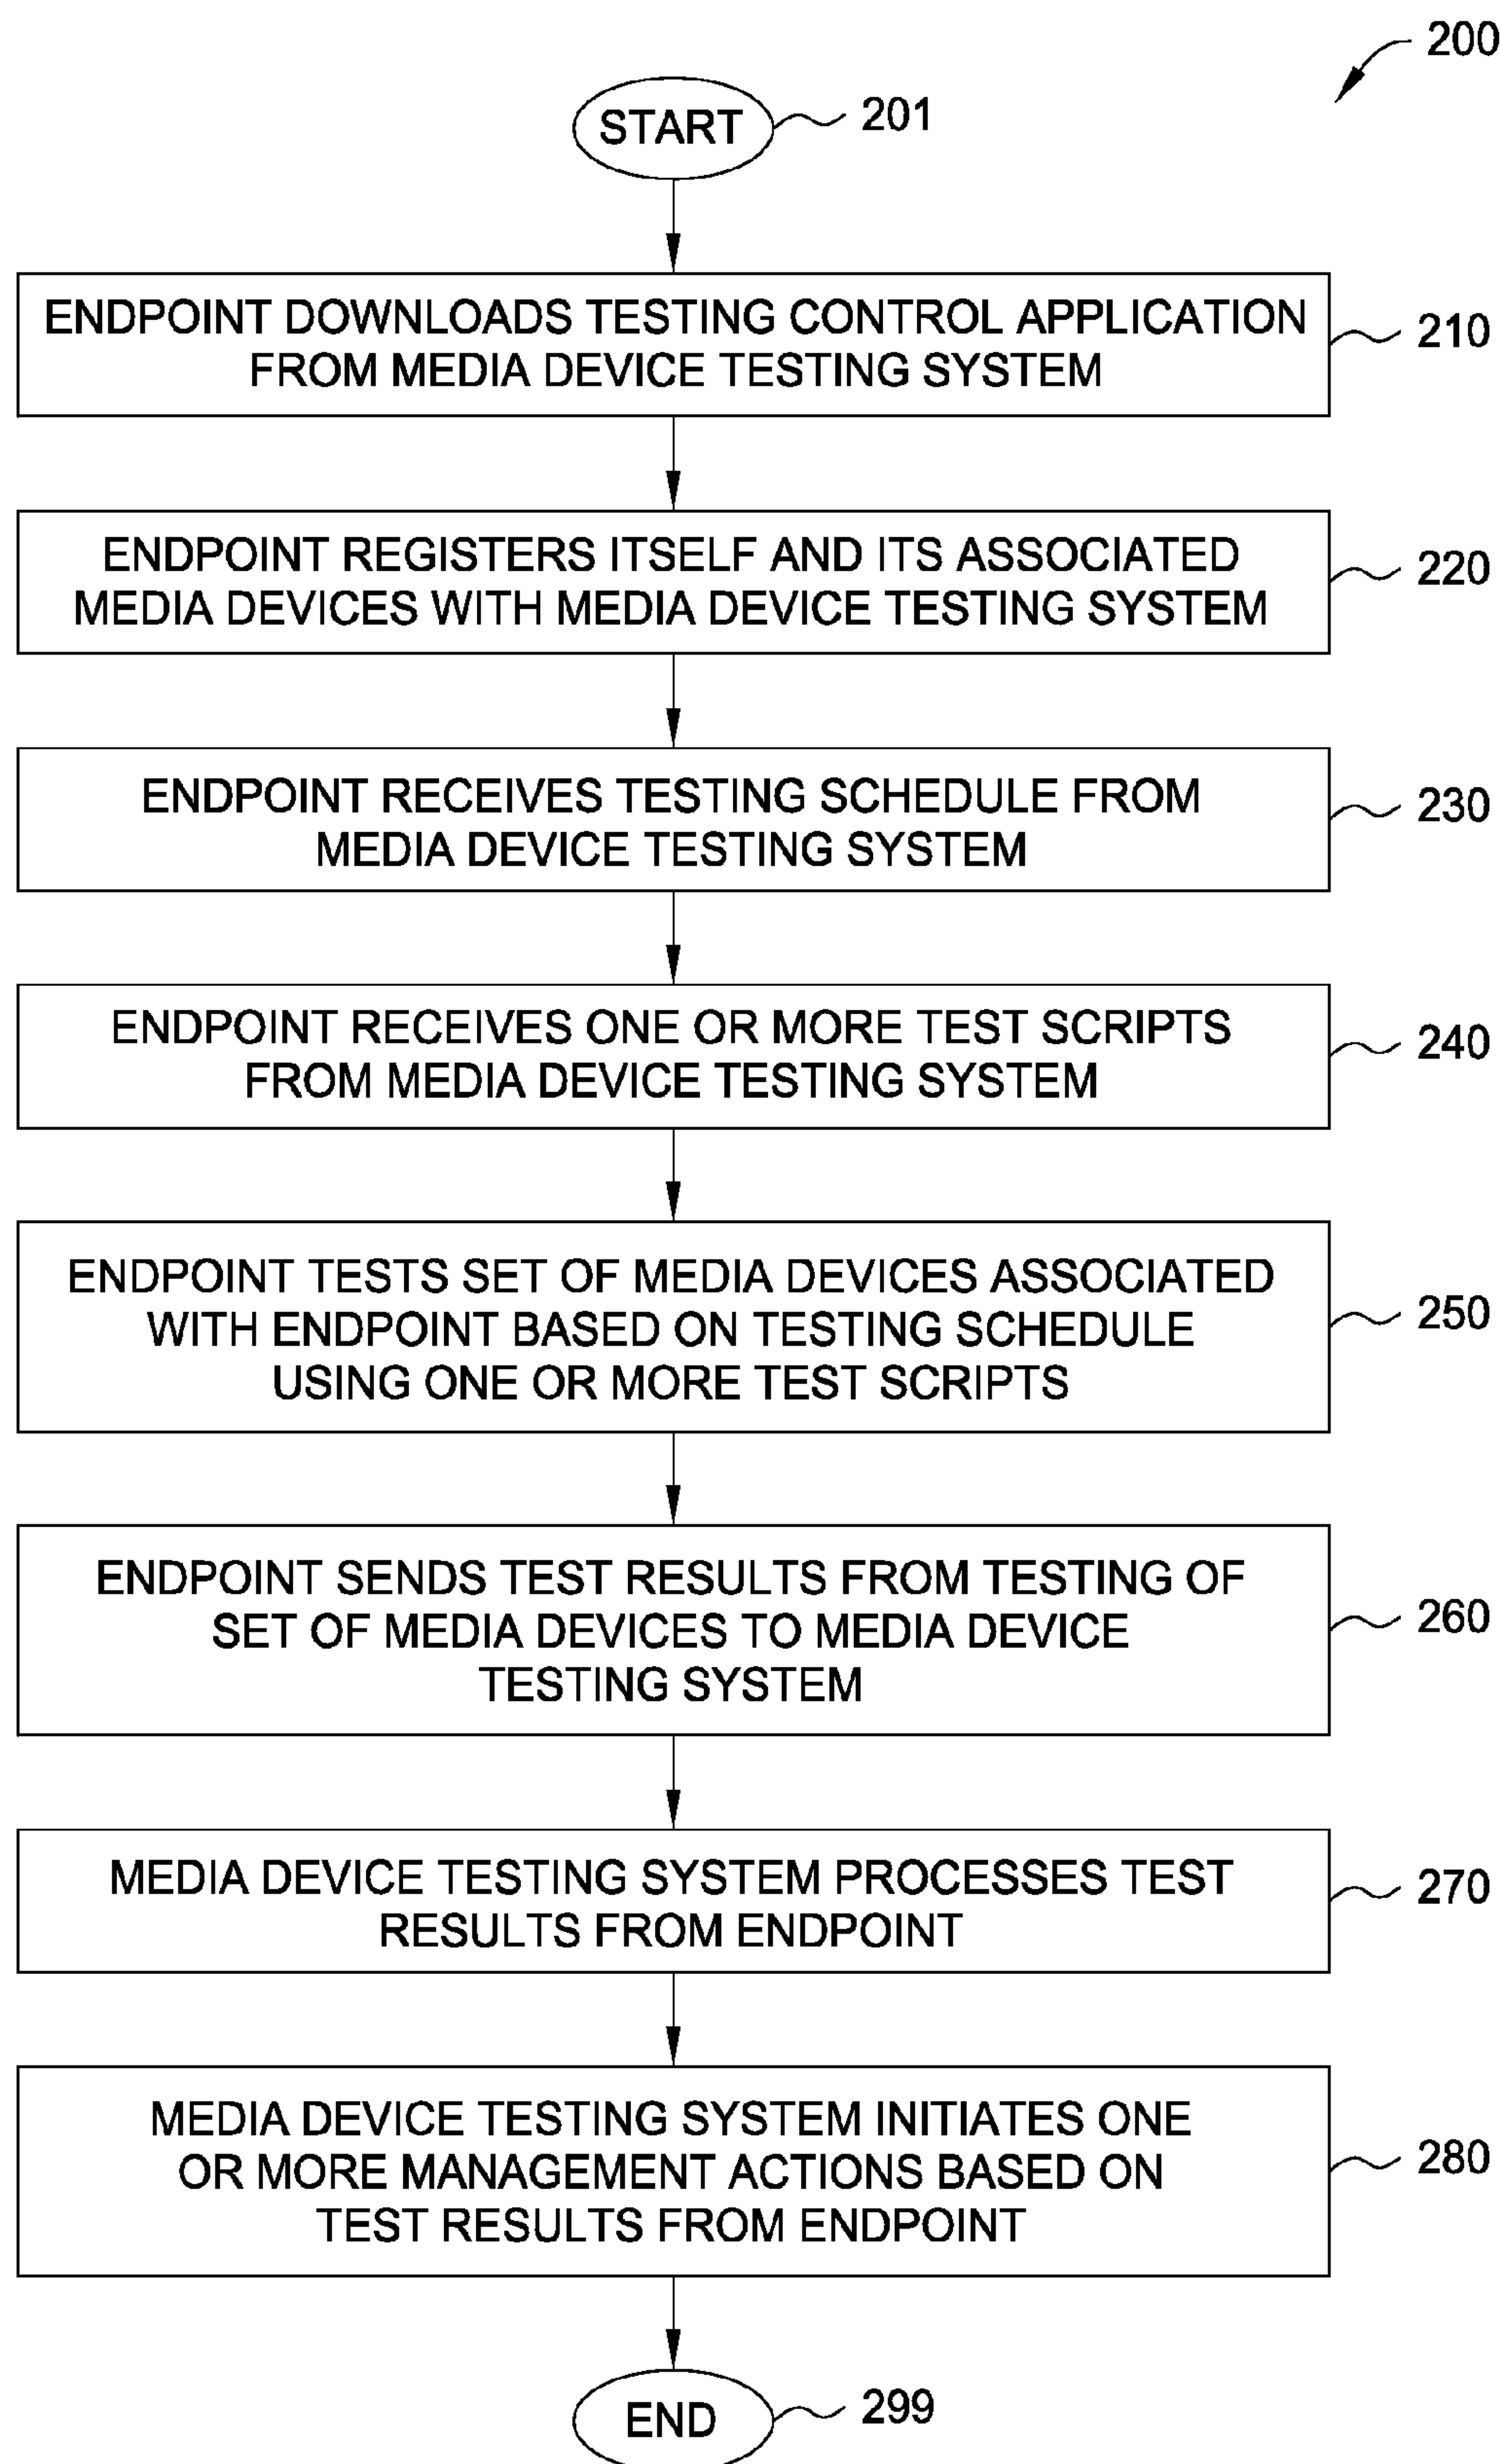 200
START
201
ENDPOINT DOWNLOADS TESTING CONTROL APPLICATION
FROM MEDIA DEVICE TESTING SYSTEM
210
ENDPOINT REGISTERS ITSELF AND ITS ASSOCIATED
MEDIA DEVICES WITH MEDIA DEVICE TESTING SYSTEM
220
ENDPOINT RECEIVES TESTING SCHEDULE FROM
MEDIA DEVICE TESTING SYSTEM
230
ENDPOINT RECEIVES ONE OR MORE TEST SCRIPTS
FROM MEDIA DEVICE TESTING SYSTEM
240
ENDPOINT TESTS SET OF MEDIA DEVICES ASSOCIATED
WITH ENDPOINT BASED ON TESTING SCHEDULE
USING ONE OR MORE TEST SCRIPTS
250
ENDPOINT SENDS TEST RESULTS FROM TESTING OF
SET OF MEDIA DEVICES TO MEDIA DEVICE
TESTING SYSTEM
260
MEDIA DEVICE TESTING SYSTEM PROCESSES TEST
RESULTS FROM ENDPOINT
270
MEDIA DEVICE TESTING SYSTEM INITIATES ONE
OR MORE MANAGEMENT ACTIONS BASED ON
TEST RESULTS FROM ENDPOINT
280
END
299